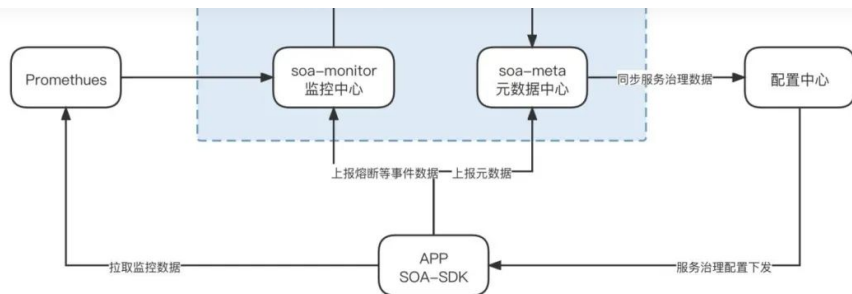 Promethues
soa-monitor
监控中心
soa-meta
元数据中心
同步服务治理数据
配置中心
上报熔断等事件数据
上报元数据
APP
SOA-SDK
拉取监控数据
服务治理配置下发